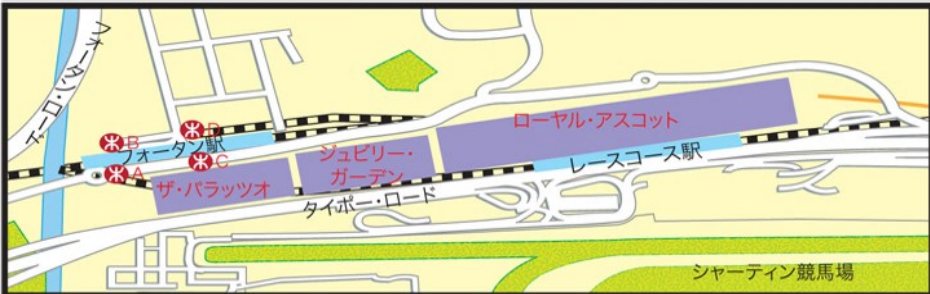 フォータン・ロード
B
D
フォータン駅
A
C
ザ・パラッツオ
ジュビリー・
ガーデン
ローヤル・アスコット
レースコース駅
タイポー・ロード
シャーティン競馬場